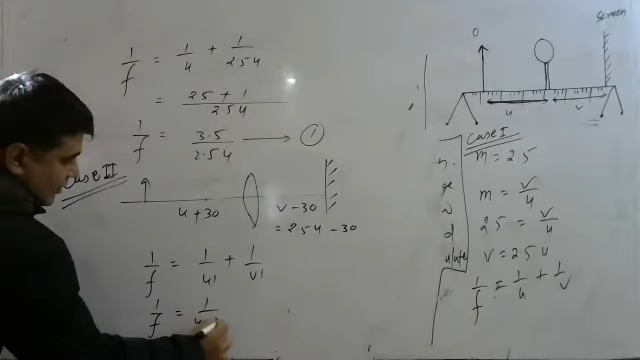 1/f = 1/u + 1/2.5u
= 2.5 + 1 / 2.5u
1/f = 3.5/2.5u → ①
Case II
u + 30
v - 30
= 2.5u - 30
1/f = 1/u1 + 1/v1
1/f = 1/u
screen
O
u
v
Case I
m = 2.5
m = v/u
2.5 = v/u
v = 2.5u
1/f = 1/u + 1/v